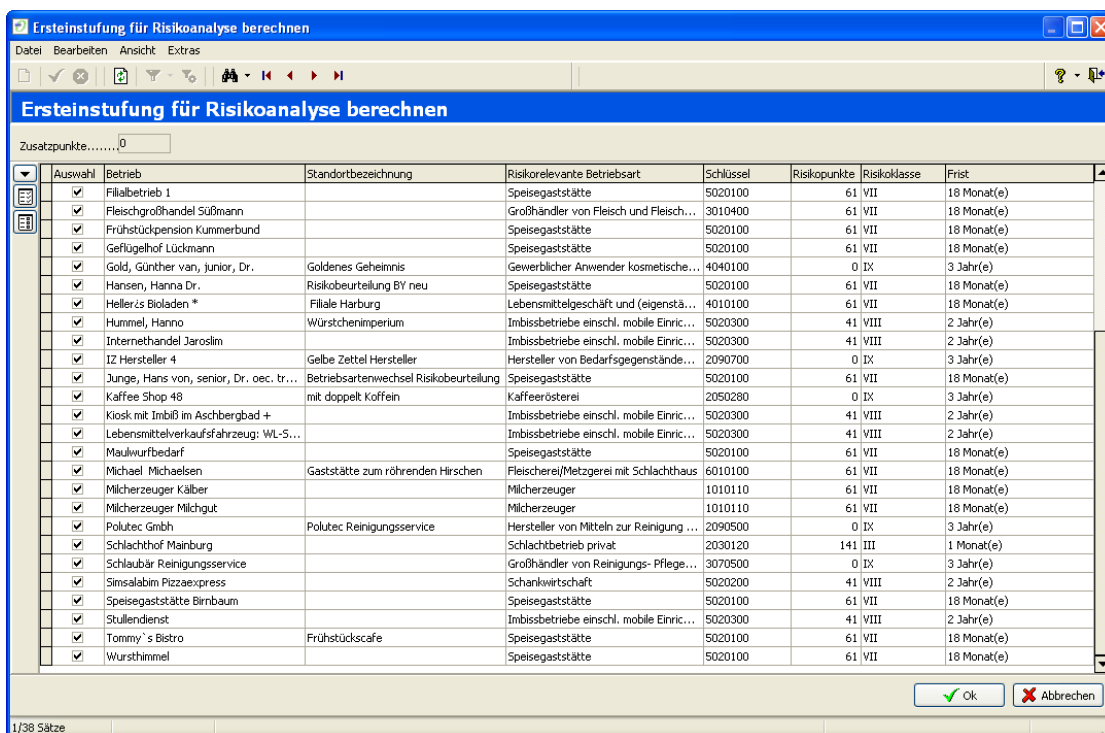 Ersteinstufung für Risikoanalyse berechnen
Datei Bearbeiten Ansicht Extras
Ersteinstufung für Risikoanalyse berechnen
Zusatzpunkte.......0
Auswahl Betrieb Standortbezeichnung Risikorelevante Betriebsart Schlüssel Risikopunkte Risikoklasse Frist
Filialbetrieb 1 Speisegaststätte 5020100 61 VII 18 Monat(e)
Fleischgroßhandel Süßmann Großhändler von Fleisch und Fleisch... 3010400 61 VII 18 Monat(e)
Frühstückpension Kummerbund Speisegaststätte 5020100 61 VII 18 Monat(e)
Geflügelhof Lückmann Speisegaststätte 5020100 61 VII 18 Monat(e)
Gold, Günther van, junior, Dr. Goldenes Geheimnis Gewerblicher Anwender kosmetische... 4040100 0 IX 3 Jahr(e)
Hansen, Hanna Dr. Risikobeurteilung BY neu Speisegaststätte 5020100 61 VII 18 Monat(e)
Heller¿s Bioladen * Filiale Harburg Lebensmittelgeschäft und (eigenstä... 4010100 61 VII 18 Monat(e)
Hummel, Hanno Würstchenimperium Imbissbetriebe einschl. mobile Einric... 5020300 41 VIII 2 Jahr(e)
Internethandel Jaroslim Imbissbetriebe einschl. mobile Einric... 5020300 41 VIII 2 Jahr(e)
IZ Hersteller 4 Gelbe Zettel Hersteller Hersteller von Bedarfsgegenstände... 2090700 0 IX 3 Jahr(e)
Junge, Hans von, senior, Dr. oec. tr... Betriebsartenwechsel Risikobeurteilung Speisegaststätte 5020100 61 VII 18 Monat(e)
Kaffee Shop 48 mit doppelt Koffein Kaffeerösterei 2050280 0 IX 3 Jahr(e)
Kiosk mit Imbiß im Aschbergbad + Imbissbetriebe einschl. mobile Einric... 5020300 41 VIII 2 Jahr(e)
Lebensmittelverkaufsfahrzeug: WL-S... Imbissbetriebe einschl. mobile Einric... 5020300 41 VIII 2 Jahr(e)
Maulwurfbedarf Speisegaststätte 5020100 61 VII 18 Monat(e)
Michael Michaelsen Gaststätte zum röhrenden Hirschen Fleischerei/Metzgerei mit Schlachthaus 6010100 61 VII 18 Monat(e)
Milcherzeuger Kälber Milcherzeuger 1010110 61 VII 18 Monat(e)
Milcherzeuger Milchgut Milcherzeuger 1010110 61 VII 18 Monat(e)
Polutec Gmbh Polutec Reinigungsservice Hersteller von Mitteln zur Reinigung ... 2090500 0 IX 3 Jahr(e)
Schlachthof Mainburg Schlachtbetrieb privat 2030120 141 III 1 Monat(e)
Schlaubär Reinigungsservice Großhändler von Reinigungs- Pflege... 3070500 0 IX 3 Jahr(e)
Simsalabim Pizzaexpress Schankwirtschaft 5020200 41 VIII 2 Jahr(e)
Speisegaststätte Birnbaum Speisegaststätte 5020100 61 VII 18 Monat(e)
Stullendienst Imbissbetriebe einschl. mobile Einric... 5020300 41 VIII 2 Jahr(e)
Tommy`s Bistro Frühstückscafe Speisegaststätte 5020100 61 VII 18 Monat(e)
Wursthimmel Speisegaststätte 5020100 61 VII 18 Monat(e)
Ok Abbrechen
1/38 Sätze